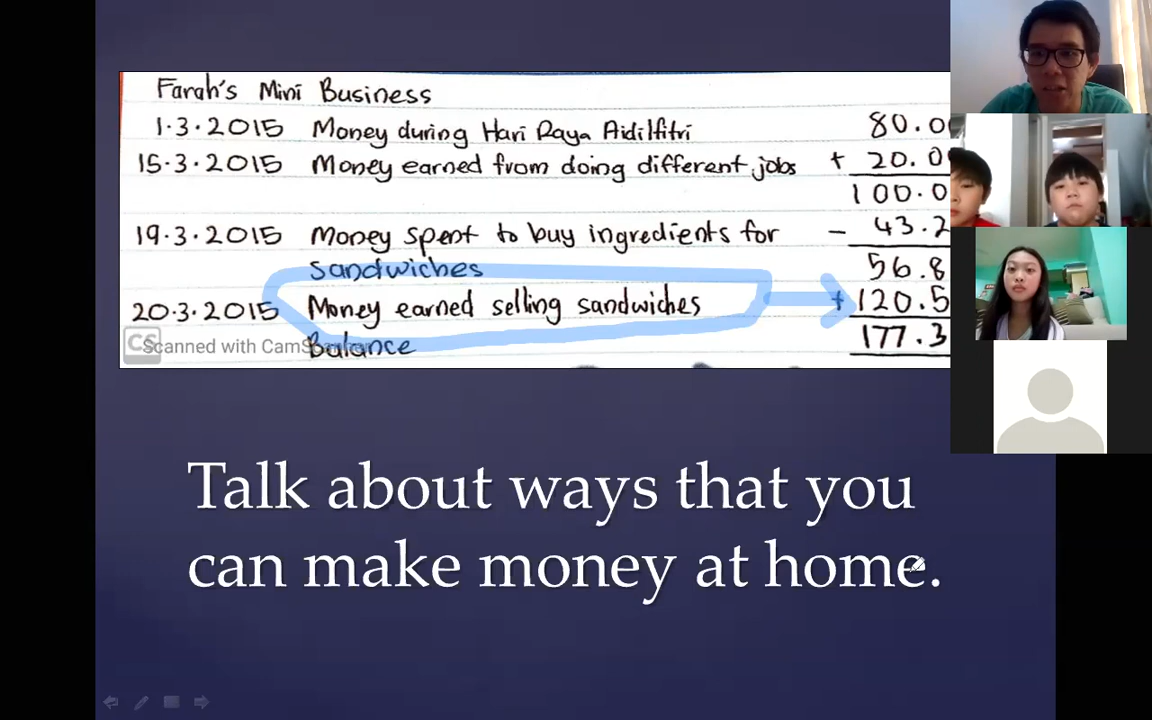 Farah's Mini Business
1.3.2015 Money during Hari Raya Aidilfitri 80.0
15.3.2015 Money earned from doing different jobs + 20.0
100.0
19.3.2015 Money spent to buy ingredients for - 43.2
sandwiches 56.8
20.3.2015 Money earned selling sandwiches + 120.5
Balance 177.3
CS Scanned with CamScanner
Talk about ways that you
can make money at home.